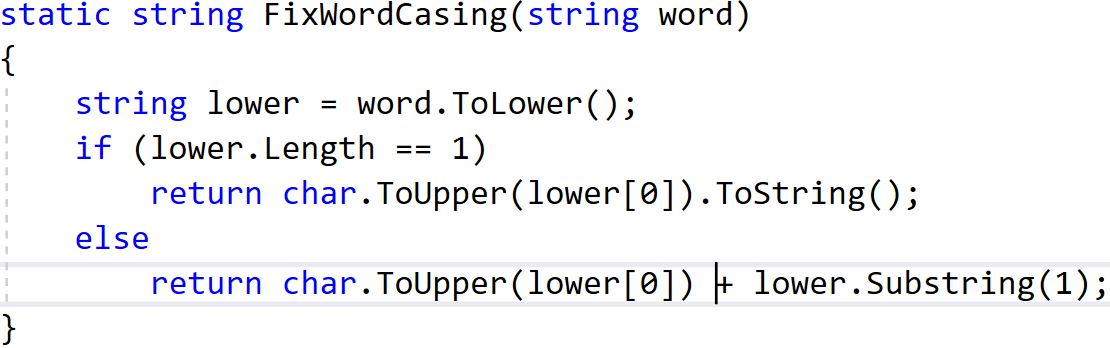 static string FixWordCasing(string word)
{
    string lower = word.ToLower();
    if (lower.Length == 1)
        return char.ToUpper(lower[0]).ToString();
    else
        return char.ToUpper(lower[0]) + lower.Substring(1);
}